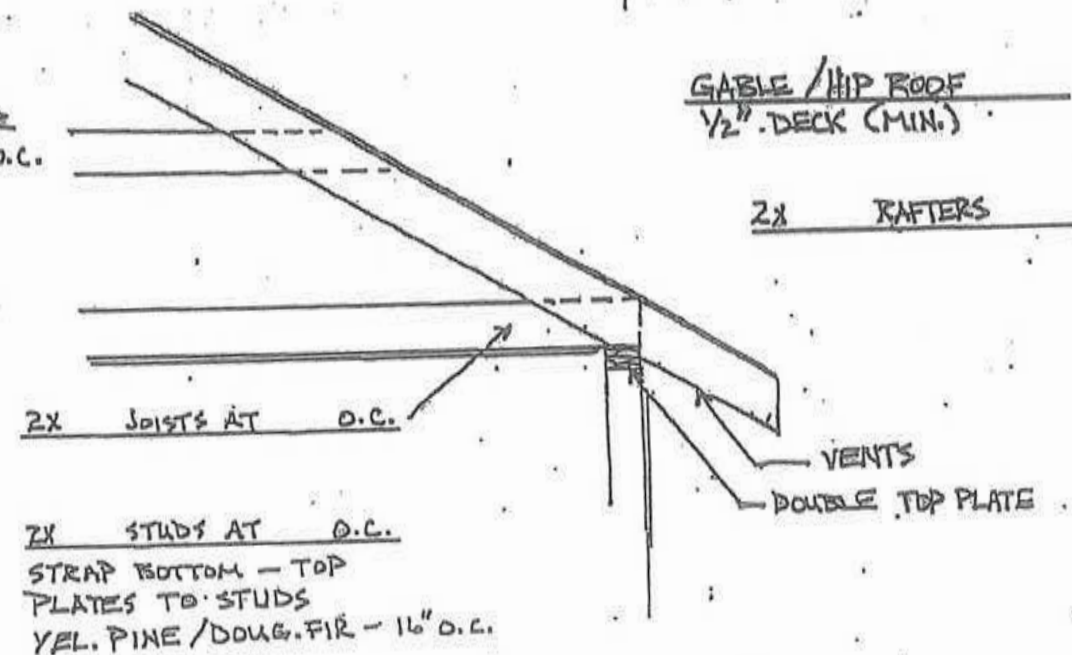 GABLE / HIP ROOF
1/2" DECK (MIN.)
O.C.
2X RAFTERS
2X JOISTS AT O.C.
VENTS
DOUBLE TOP PLATE
2X STUDS AT O.C.
STRAP BOTTOM - TOP
PLATES TO STUDS
YEL. PINE / DOUG. FIR - 16" O.C.